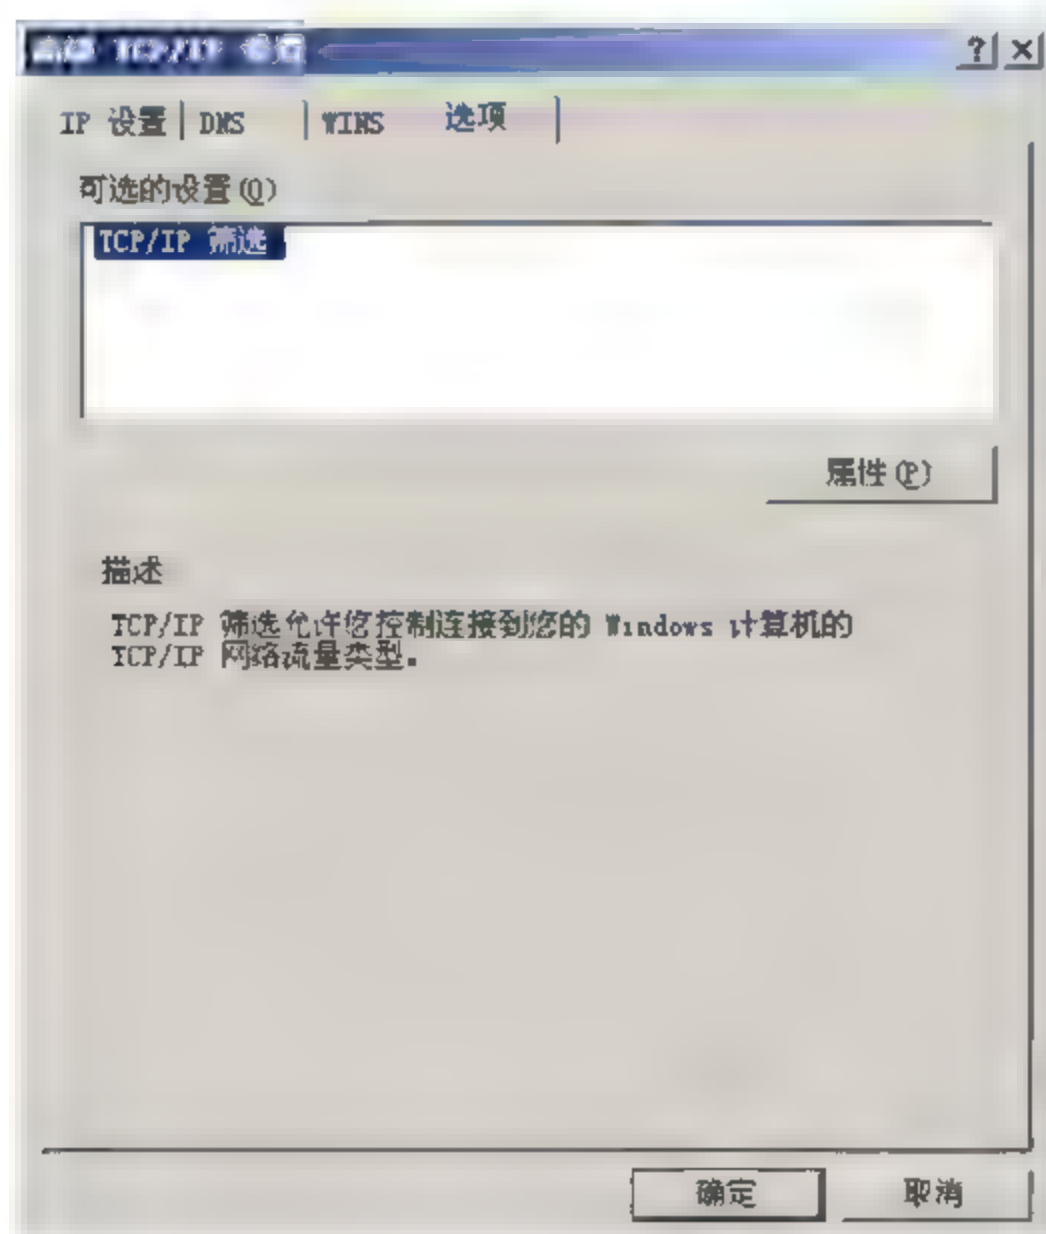 高级 TCP/IP 设置
? ×
IP 设置 DNS WINS 选项
可选的设置(O)
TCP/IP 筛选
属性(P)
描述
TCP/IP 筛选允许您控制连接到您的 Windows 计算机的
TCP/IP 网络流量类型。
确定 取消